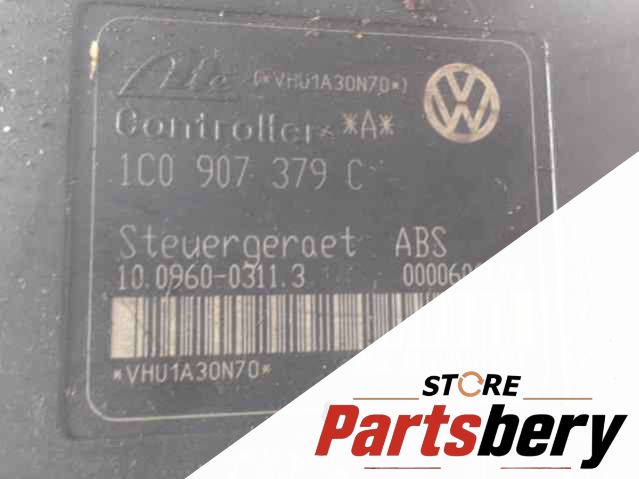 Ate (*VHU1A30N70*)
Controller *A*
1C0 907 379 C
Steuergeraet ABS
10.0960-0311.3
*VHU1A30N70*
STORE
Partsbery